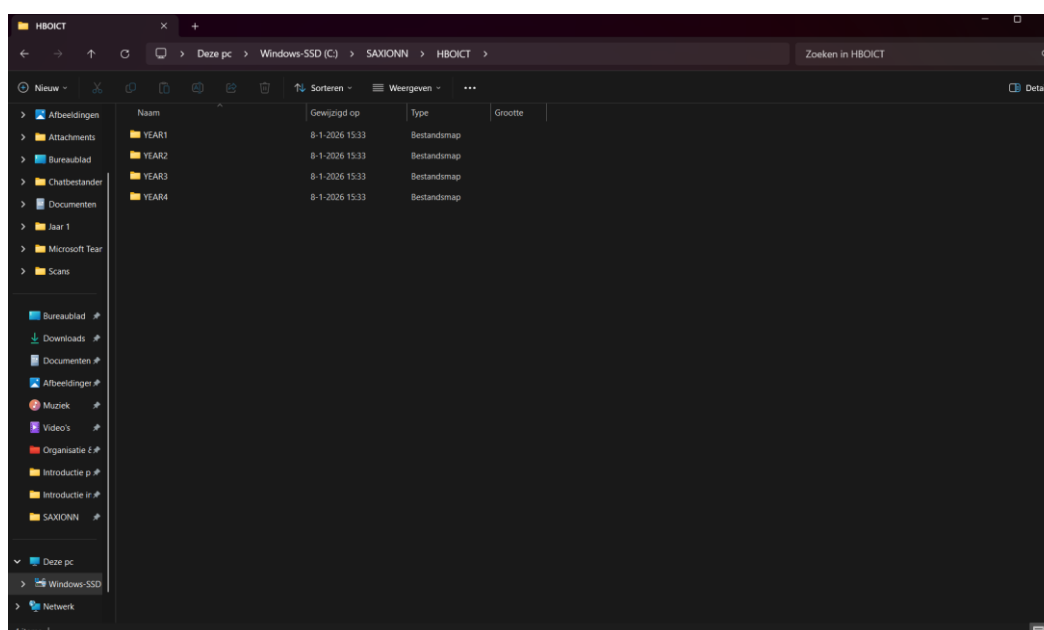 HBOICT
Deze pc > Windows-SSD (C:) > SAXIONN > HBOICT >
Zoeken in HBOICT
Nieuw
Sorteren
Weergeven
Deta
Naam Gewijzigd op Type Grootte
YEAR1 8-1-2026 15:33 Bestandsmap
YEAR2 8-1-2026 15:33 Bestandsmap
YEAR3 8-1-2026 15:33 Bestandsmap
YEAR4 8-1-2026 15:33 Bestandsmap
Afbeeldingen
Attachments
Bureaublad
Chatbestander
Documenten
Jaar 1
Microsoft Tear
Scans
Bureaublad
Downloads
Documenten
Afbeeldinger
Muziek
Video's
Organisatie &
Introductie p
Introductie ir
SAXIONN
Deze pc
Windows-SSD
Netwerk